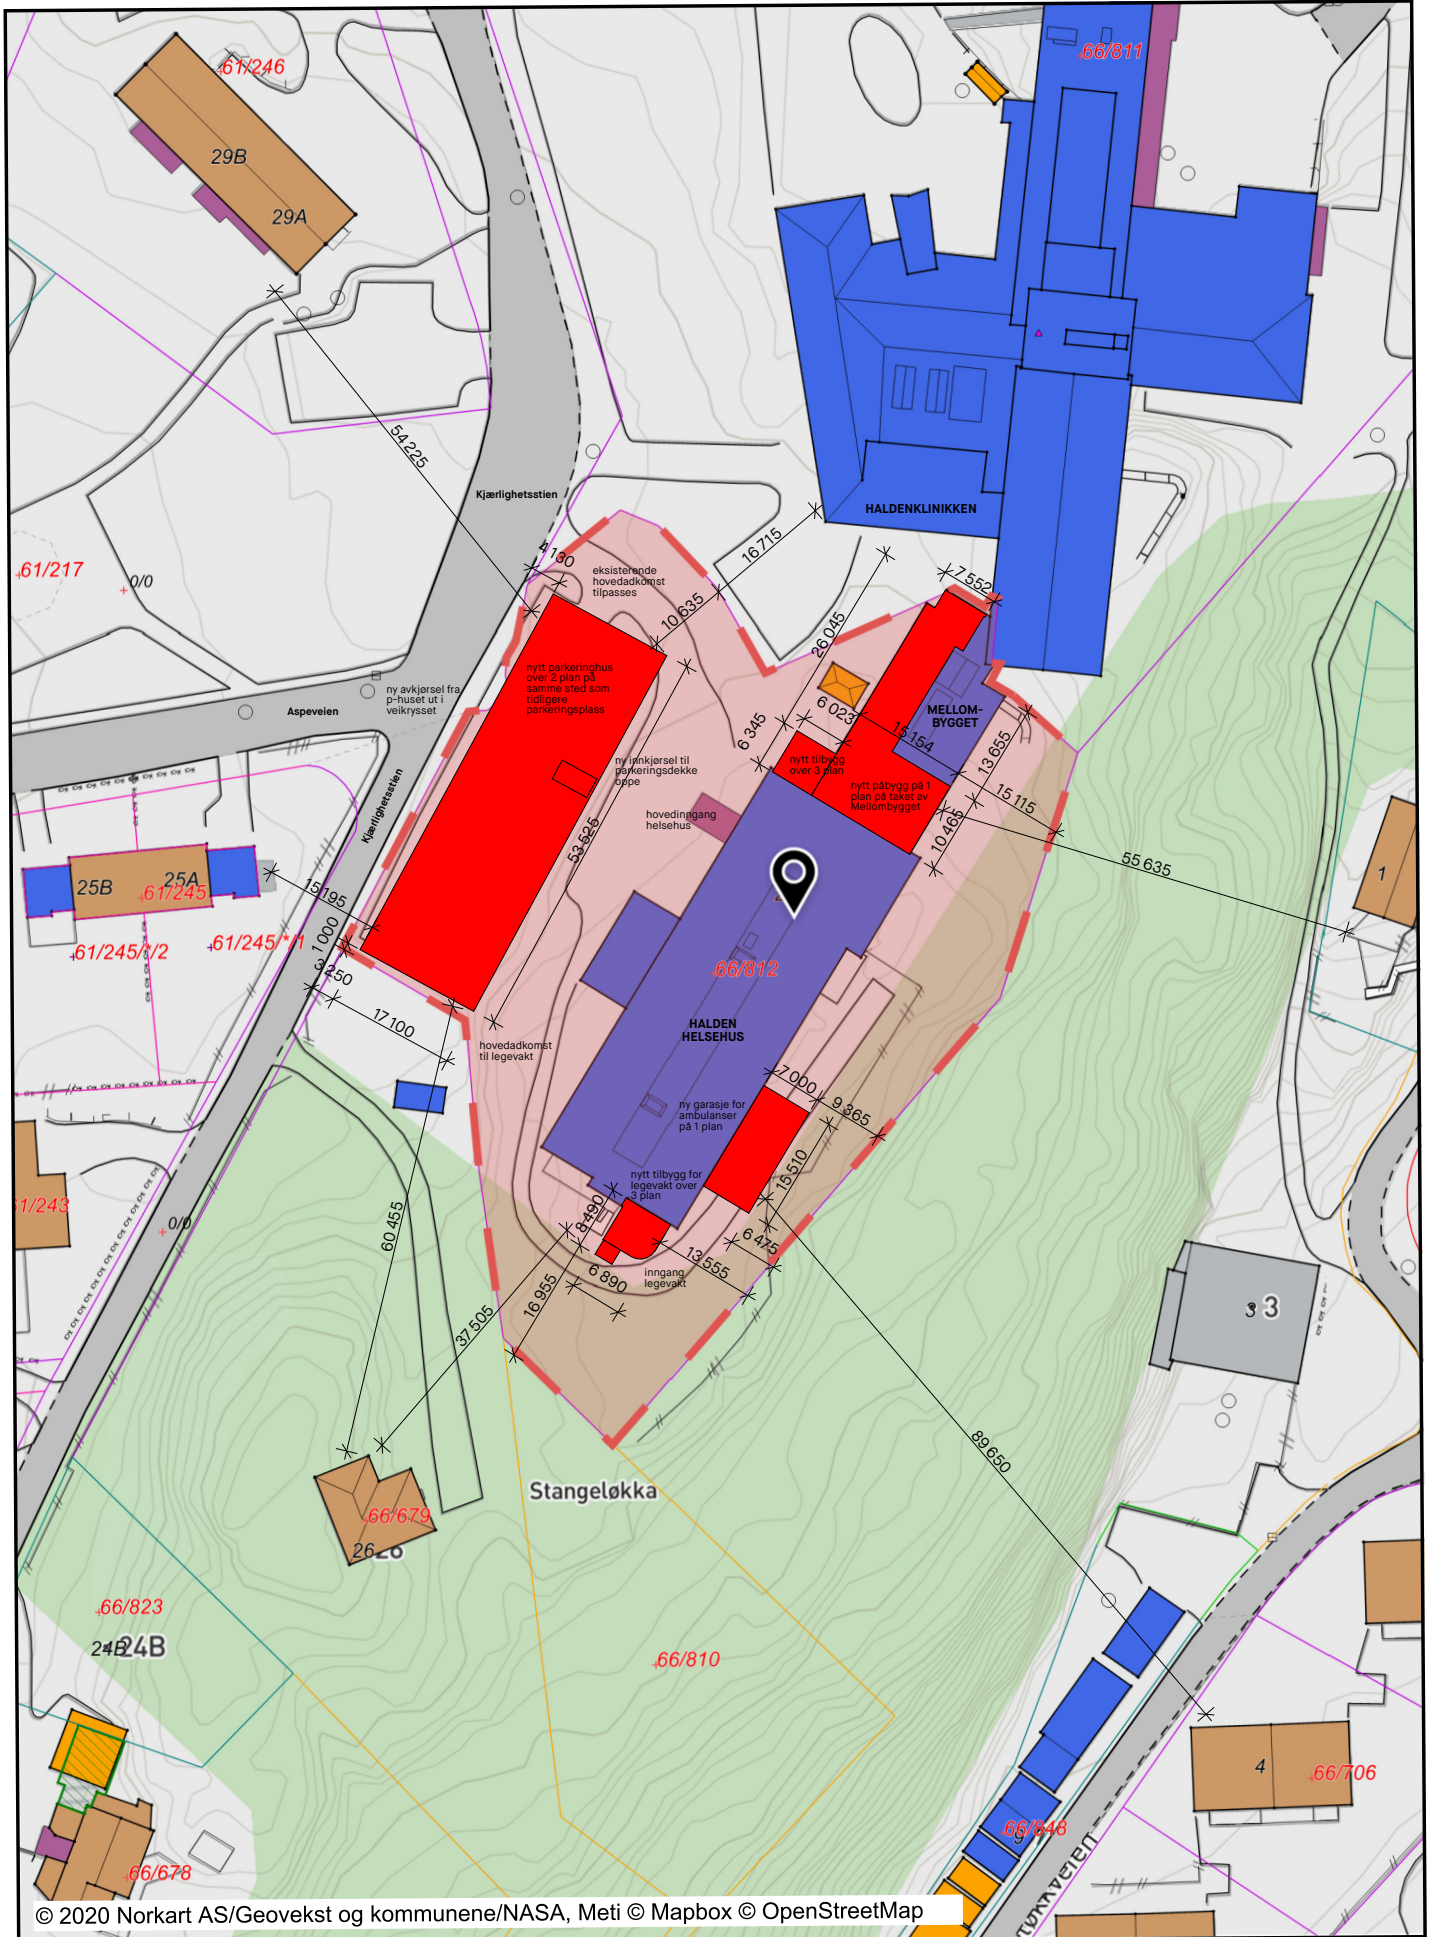 61/246
66/811
29B
29A
54 225
Kjærlighetsstien
HALDENKLINIKKEN
16 715
4 130
eksisterende
hovedadkomst
tilpasses
7 552
61/217
0/0
10 635
26 045
nytt parkeringhus
over 2 plan på
samme sted som
tidligere
parkeringsplass
ny avkjørsel fra
p-huset ut i
veikrysset
Aspeveien
6 023
MELLOM-
BYGGET
6 345
15 154
13 655
nytt tilbygg
over 3 plan
ny innkjørsel til
parkeringsdekke
oppe
nytt påbygg på 1
plan på taket av
Mellombygget
15 115
Kjærlighetsstien
hovedinngang
helsehus
10 465
53 525
55 635
1
25B
25A
61/245
15 195
61/245/*/2
61/245/*/1
1 000
3 250
66/812
17 100
HALDEN
HELSEHUS
hovedadkomst
til legevakt
7 000
9 365
ny garasje for
ambulanser
på 1 plan
15 510
nytt tilbygg for
legevakt over
3 plan
61/243
0/0
60 455
8 490
6 475
13 555
inngang
legevakt
6 890
16 955
37 505
3
3
89 650
Stangeløkka
66/679
26
26
66/823
24B
24B
66/810
4
66/706
66/848
9
66/678
© 2020 Norkart AS/Geovekst og kommunene/NASA, Meti © Mapbox © OpenStreetMap